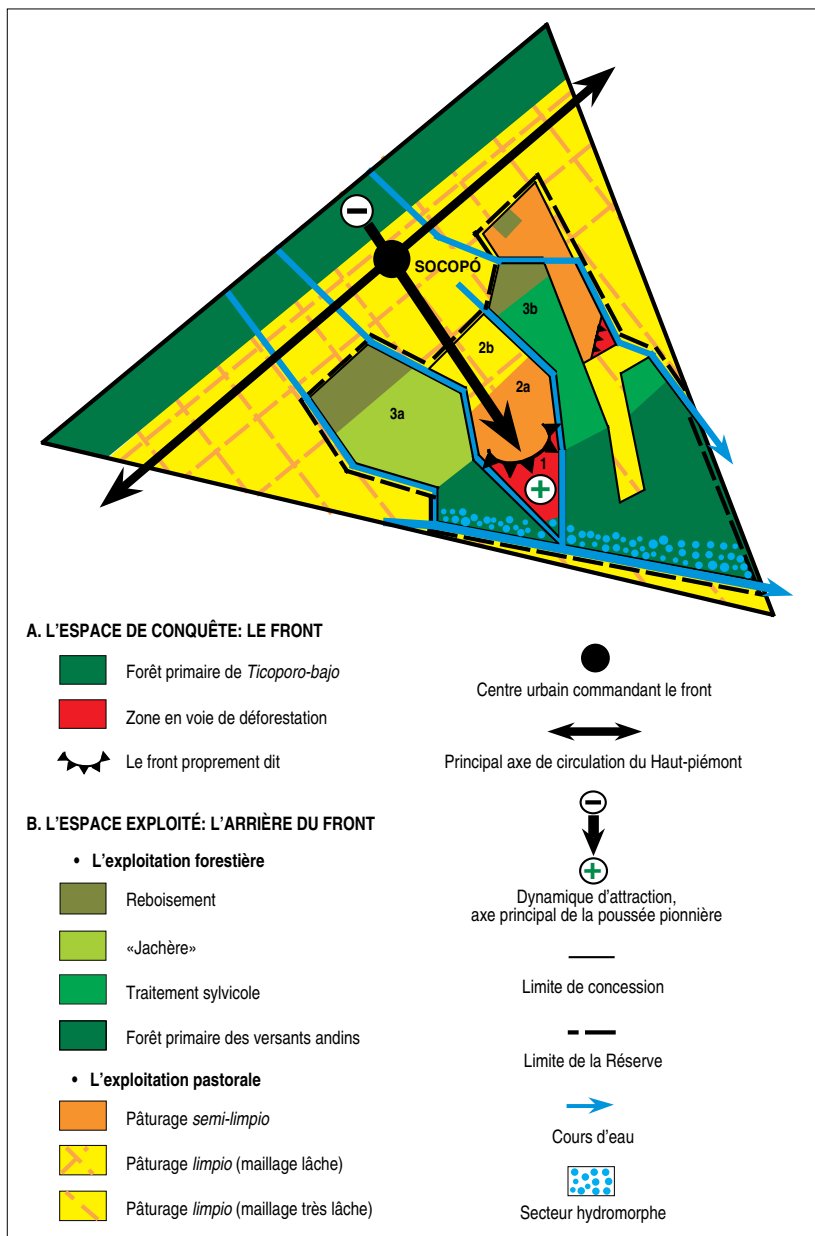 SOCOPÓ
3b
2b
2a
3a
1
A. L'ESPACE DE CONQUÊTE: LE FRONT
Forêt primaire de Ticoporo-bajo
Zone en voie de déforestation
Le front proprement dit
B. L'ESPACE EXPLOITÉ: L'ARRIÈRE DU FRONT
• L'exploitation forestière
Reboisement
«Jachère»
Traitement sylvicole
Forêt primaire des versants andins
• L'exploitation pastorale
Pâturage semi-limpio
Pâturage limpio (maillage lâche)
Pâturage limpio (maillage très lâche)
Centre urbain commandant le front
Principal axe de circulation du Haut-piémont
Dynamique d'attraction,
axe principal de la poussée pionnière
Limite de concession
Limite de la Réserve
Cours d'eau
Secteur hydromorphe